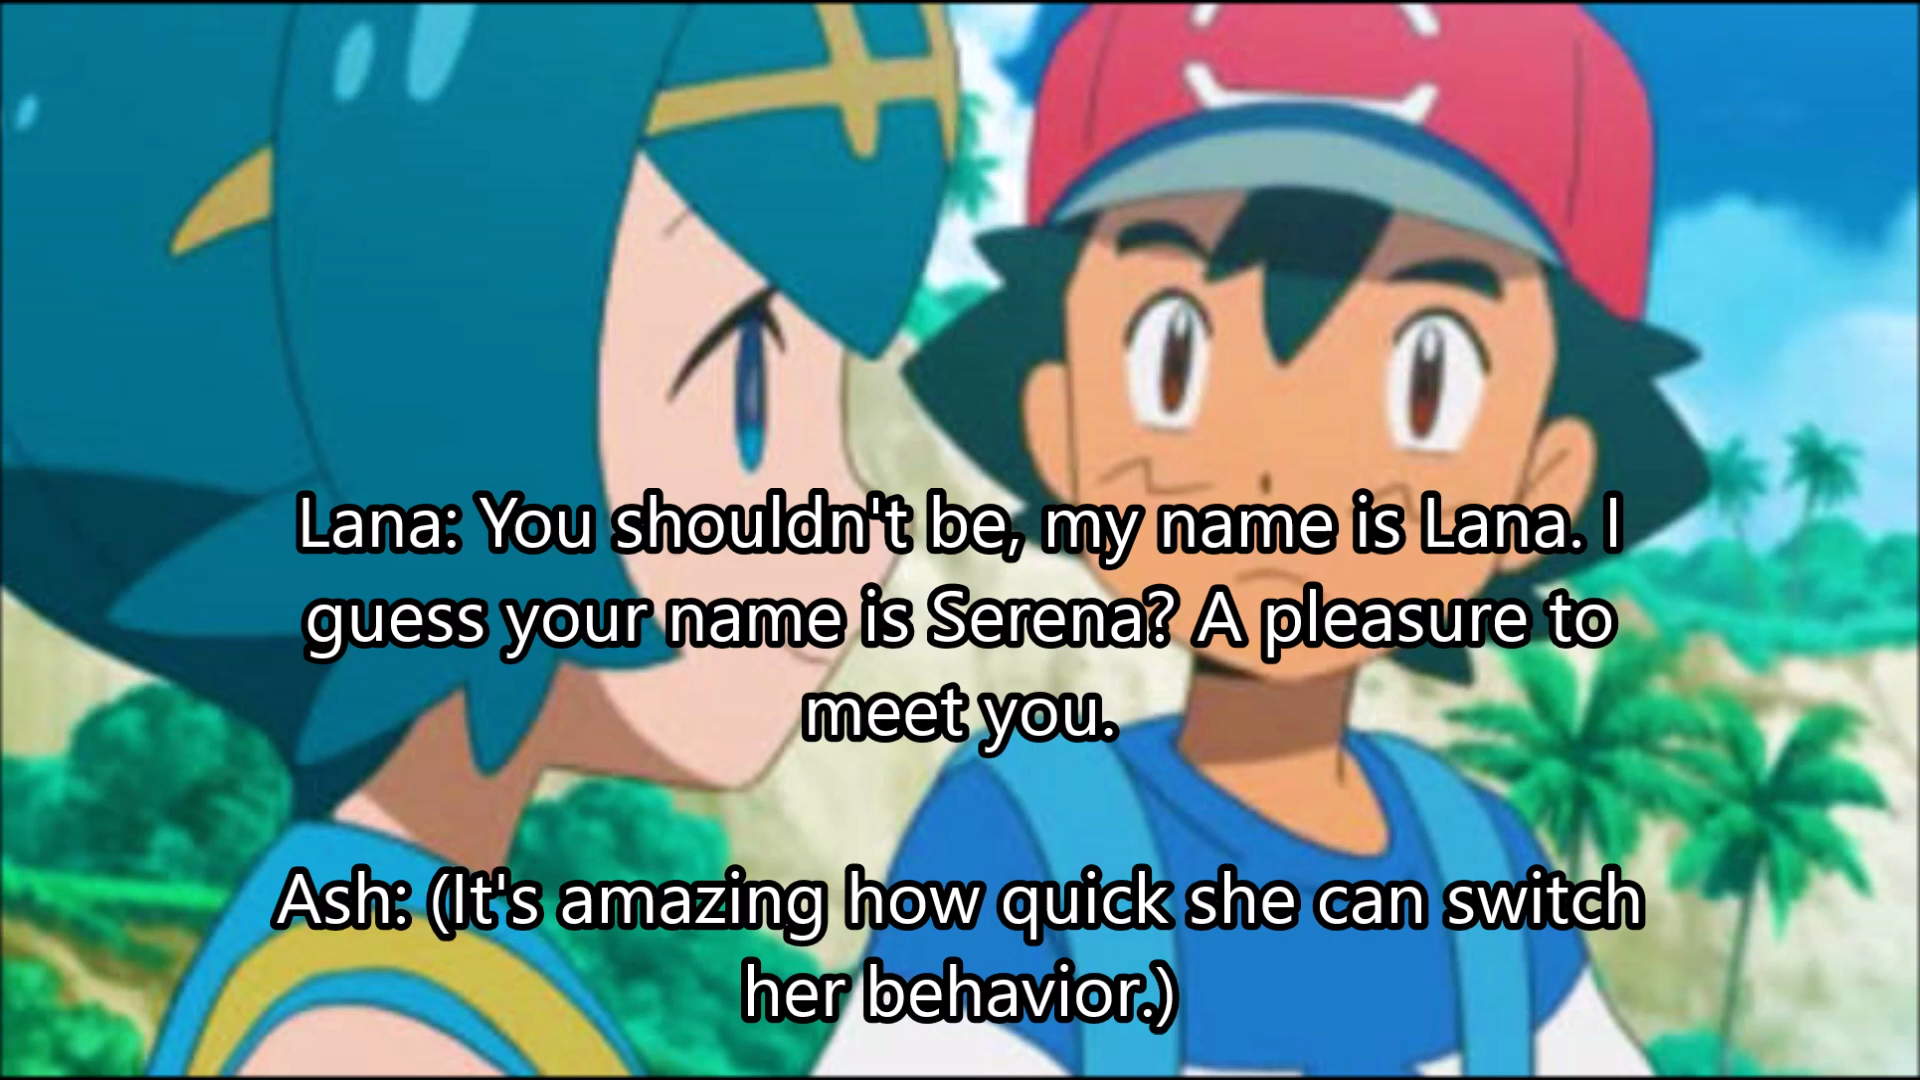 Lana: You shouldn't be, my name is Lana. I
guess your name is Serena? A pleasure to
meet you.
Ash: (It's amazing how quick she can switch
her behavior.)